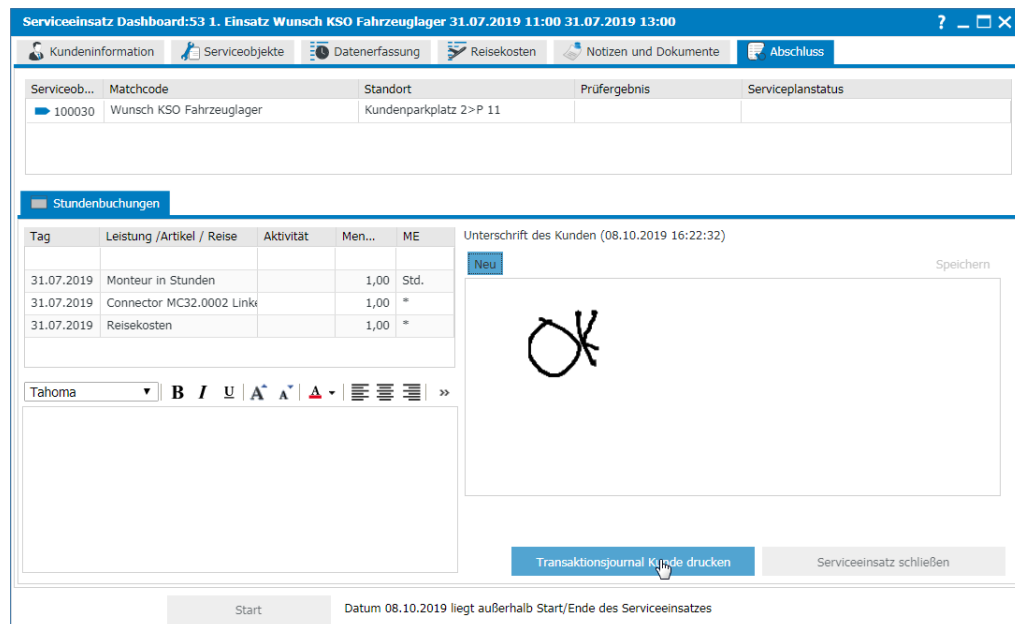 Serviceeinsatz Dashboard:53 1. Einsatz Wunsch KSO Fahrzeuglager 31.07.2019 11:00 31.07.2019 13:00
Kundeninformation Serviceobjekte Datenerfassung Reisekosten Notizen und Dokumente Abschluss
Serviceob... Matchcode Standort Prüfergebnis Serviceplanstatus
100030 Wunsch KSO Fahrzeuglager Kundenparkplatz 2>P 11
Stundenbuchungen
Tag Leistung /Artikel / Reise Aktivität Men... ME
31.07.2019 Monteur in Stunden 1,00 Std.
31.07.2019 Connector MC32.0002 Linke 1,00 *
31.07.2019 Reisekosten 1,00 *
Tahoma B I U A A A »
Unterschrift des Kunden (08.10.2019 16:22:32)
Neu Speichern
OK
Transaktionsjournal Kunde drucken Serviceeinsatz schließen
Start Datum 08.10.2019 liegt außerhalb Start/Ende des Serviceeinsatzes